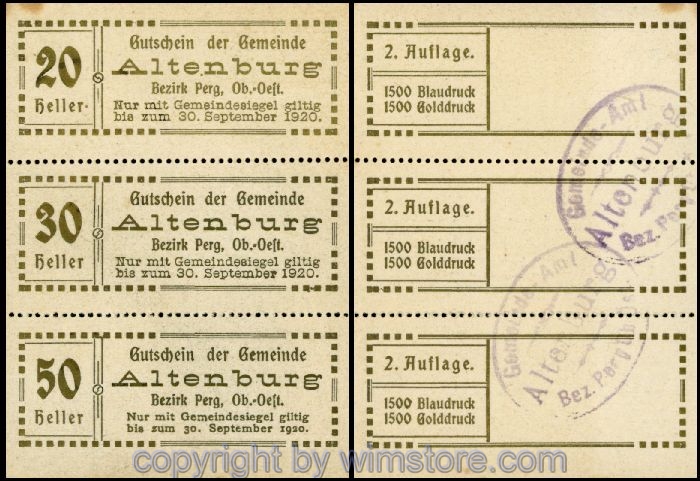 20
Heller.
Gutschein der Gemeinde
Altenburg
Bezirk Perg, Ob.-Oest.
Nur mit Gemeindesiegel giltig
bis zum 30. September 1920.
2. Auflage.
1500 Blaudruck
1500 Golddruck
30
Heller
Gutschein der Gemeinde
Altenburg
Bezirk Perg, Ob.-Oest.
Nur mit Gemeindesiegel giltig
bis zum 30. September 1920.
2. Auflage.
1500 Blaudruck
1500 Golddruck
Gemeinde-Amt
Altenburg
Bez. Perg
50
Heller
Gutschein der Gemeinde
Altenburg
Bezirk Perg, Ob.-Oest.
Nur mit Gemeindesiegel giltig
bis zum 30. September 1920.
2. Auflage.
1500 Blaudruck
1500 Golddruck
Gemeinde-Amt
Altenburg
Bez. Perg
copyright by wimstore.com